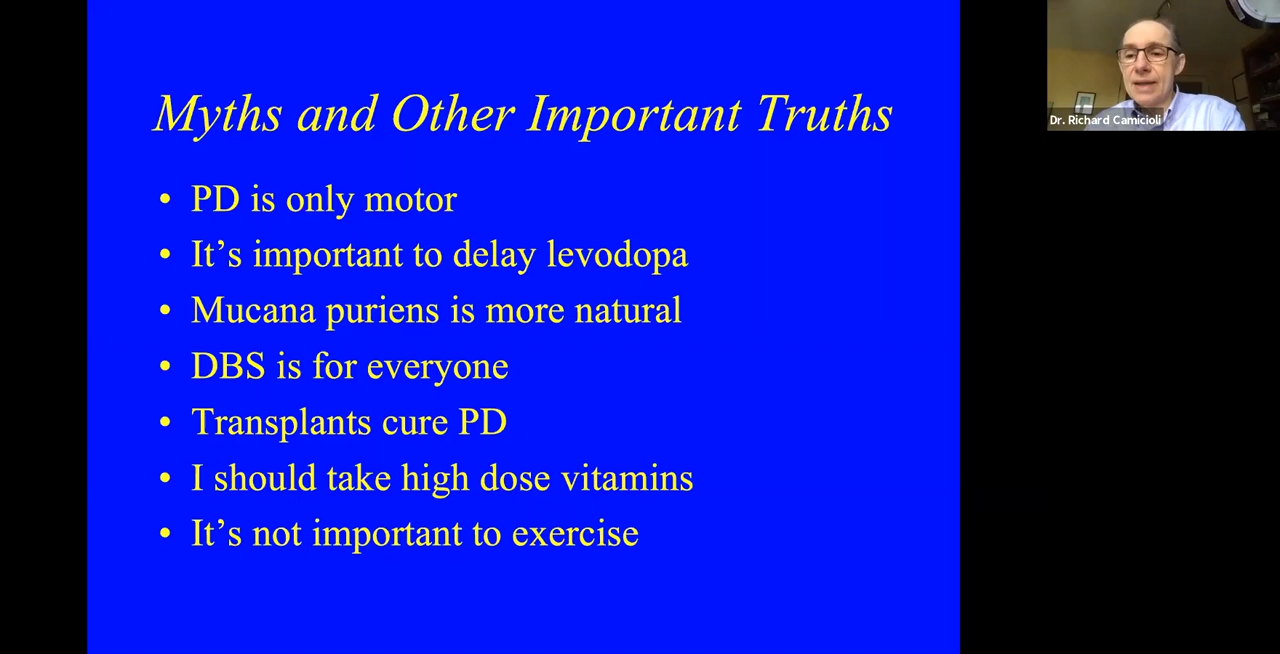 Myths and Other Important Truths
• PD is only motor
• It’s important to delay levodopa
• Mucana puriens is more natural
• DBS is for everyone
• Transplants cure PD
• I should take high dose vitamins
• It’s not important to exercise
Dr. Richard Camicioli